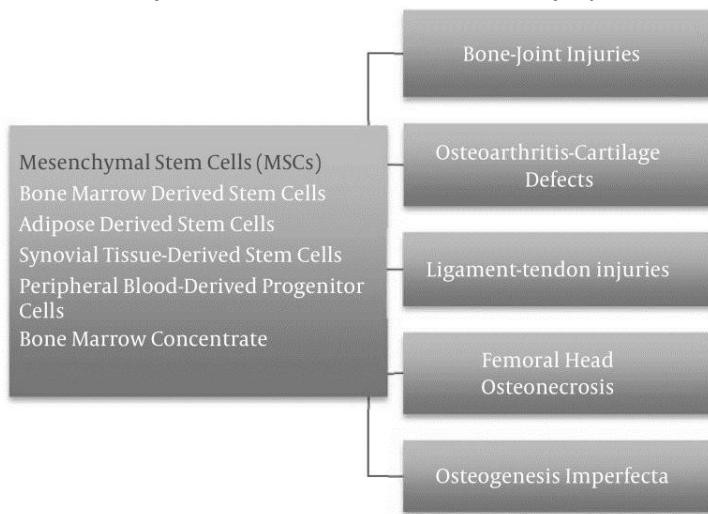 Mesenchymal Stem Cells (MSCs)
Bone Marrow Derived Stem Cells
Adipose Derived Stem Cells
Synovial Tissue-Derived Stem Cells
Peripheral Blood-Derived Progenitor
Cells
Bone Marrow Concentrate
Bone-Joint Injuries
Osteoarthritis-Cartilage
Defects
Ligament-tendon injuries
Femoral Head
Osteonecrosis
Osteogenesis Imperfecta